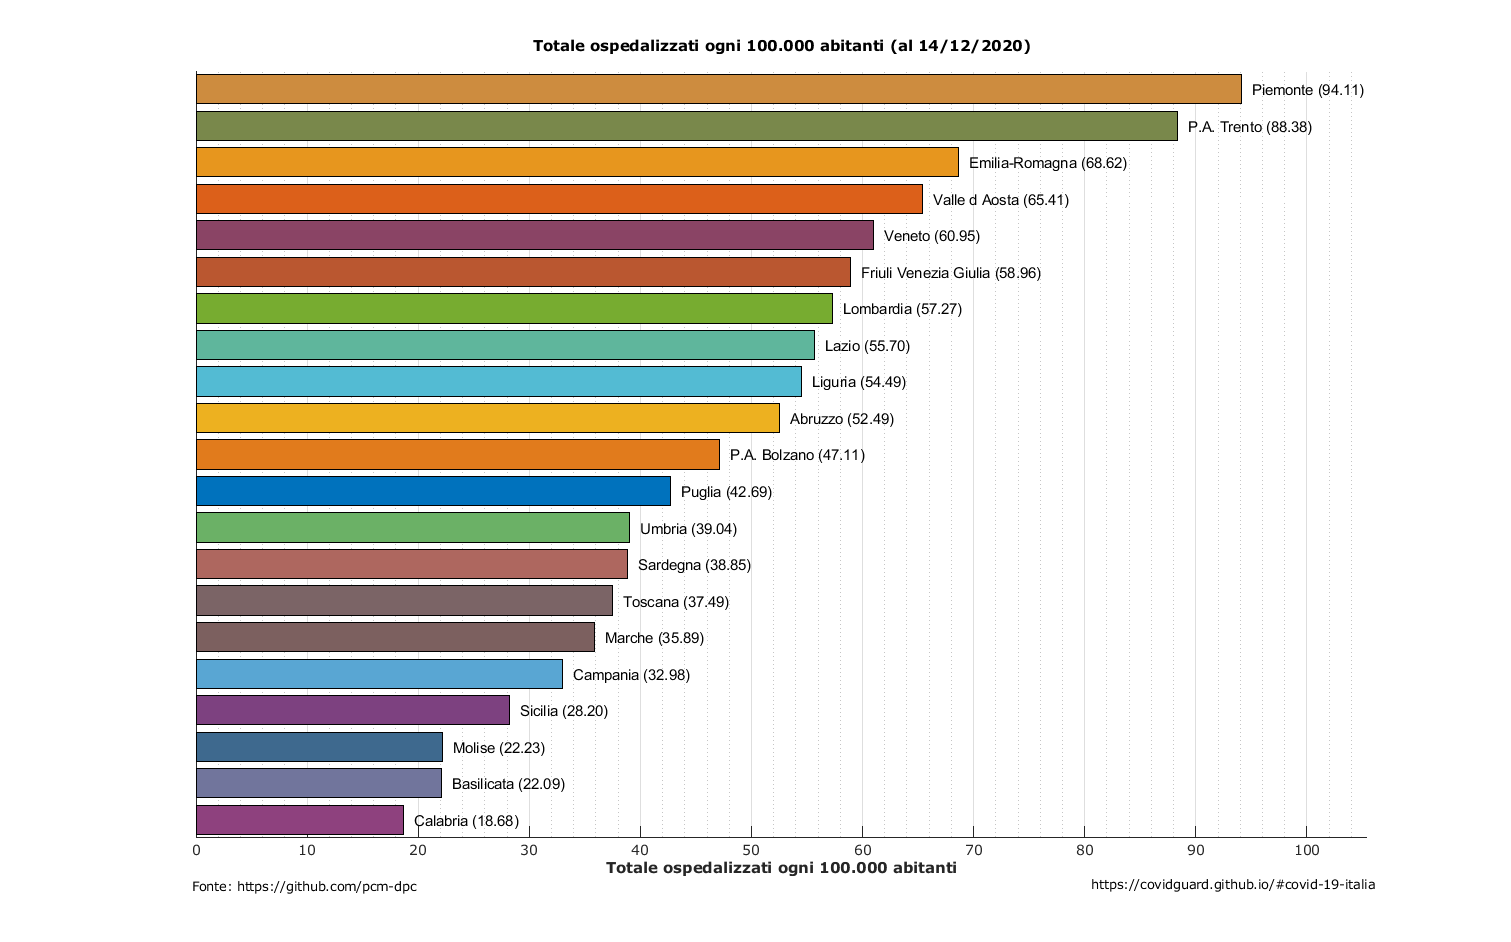 Totale ospedalizzati ogni 100.000 abitanti (al 14/12/2020)
Piemonte (94.11)
P.A. Trento (88.38)
Emilia-Romagna (68.62)
Valle d Aosta (65.41)
Veneto (60.95)
Friuli Venezia Giulia (58.96)
Lombardia (57.27)
Lazio (55.70)
Liguria (54.49)
Abruzzo (52.49)
P.A. Bolzano (47.11)
Puglia (42.69)
Umbria (39.04)
Sardegna (38.85)
Toscana (37.49)
Marche (35.89)
Campania (32.98)
Sicilia (28.20)
Molise (22.23)
Basilicata (22.09)
Calabria (18.68)
0 10 20 30 40 50 60 70 80 90 100
Totale ospedalizzati ogni 100.000 abitanti
Fonte: https://github.com/pcm-dpc
https://covidguard.github.io/#covid-19-italia